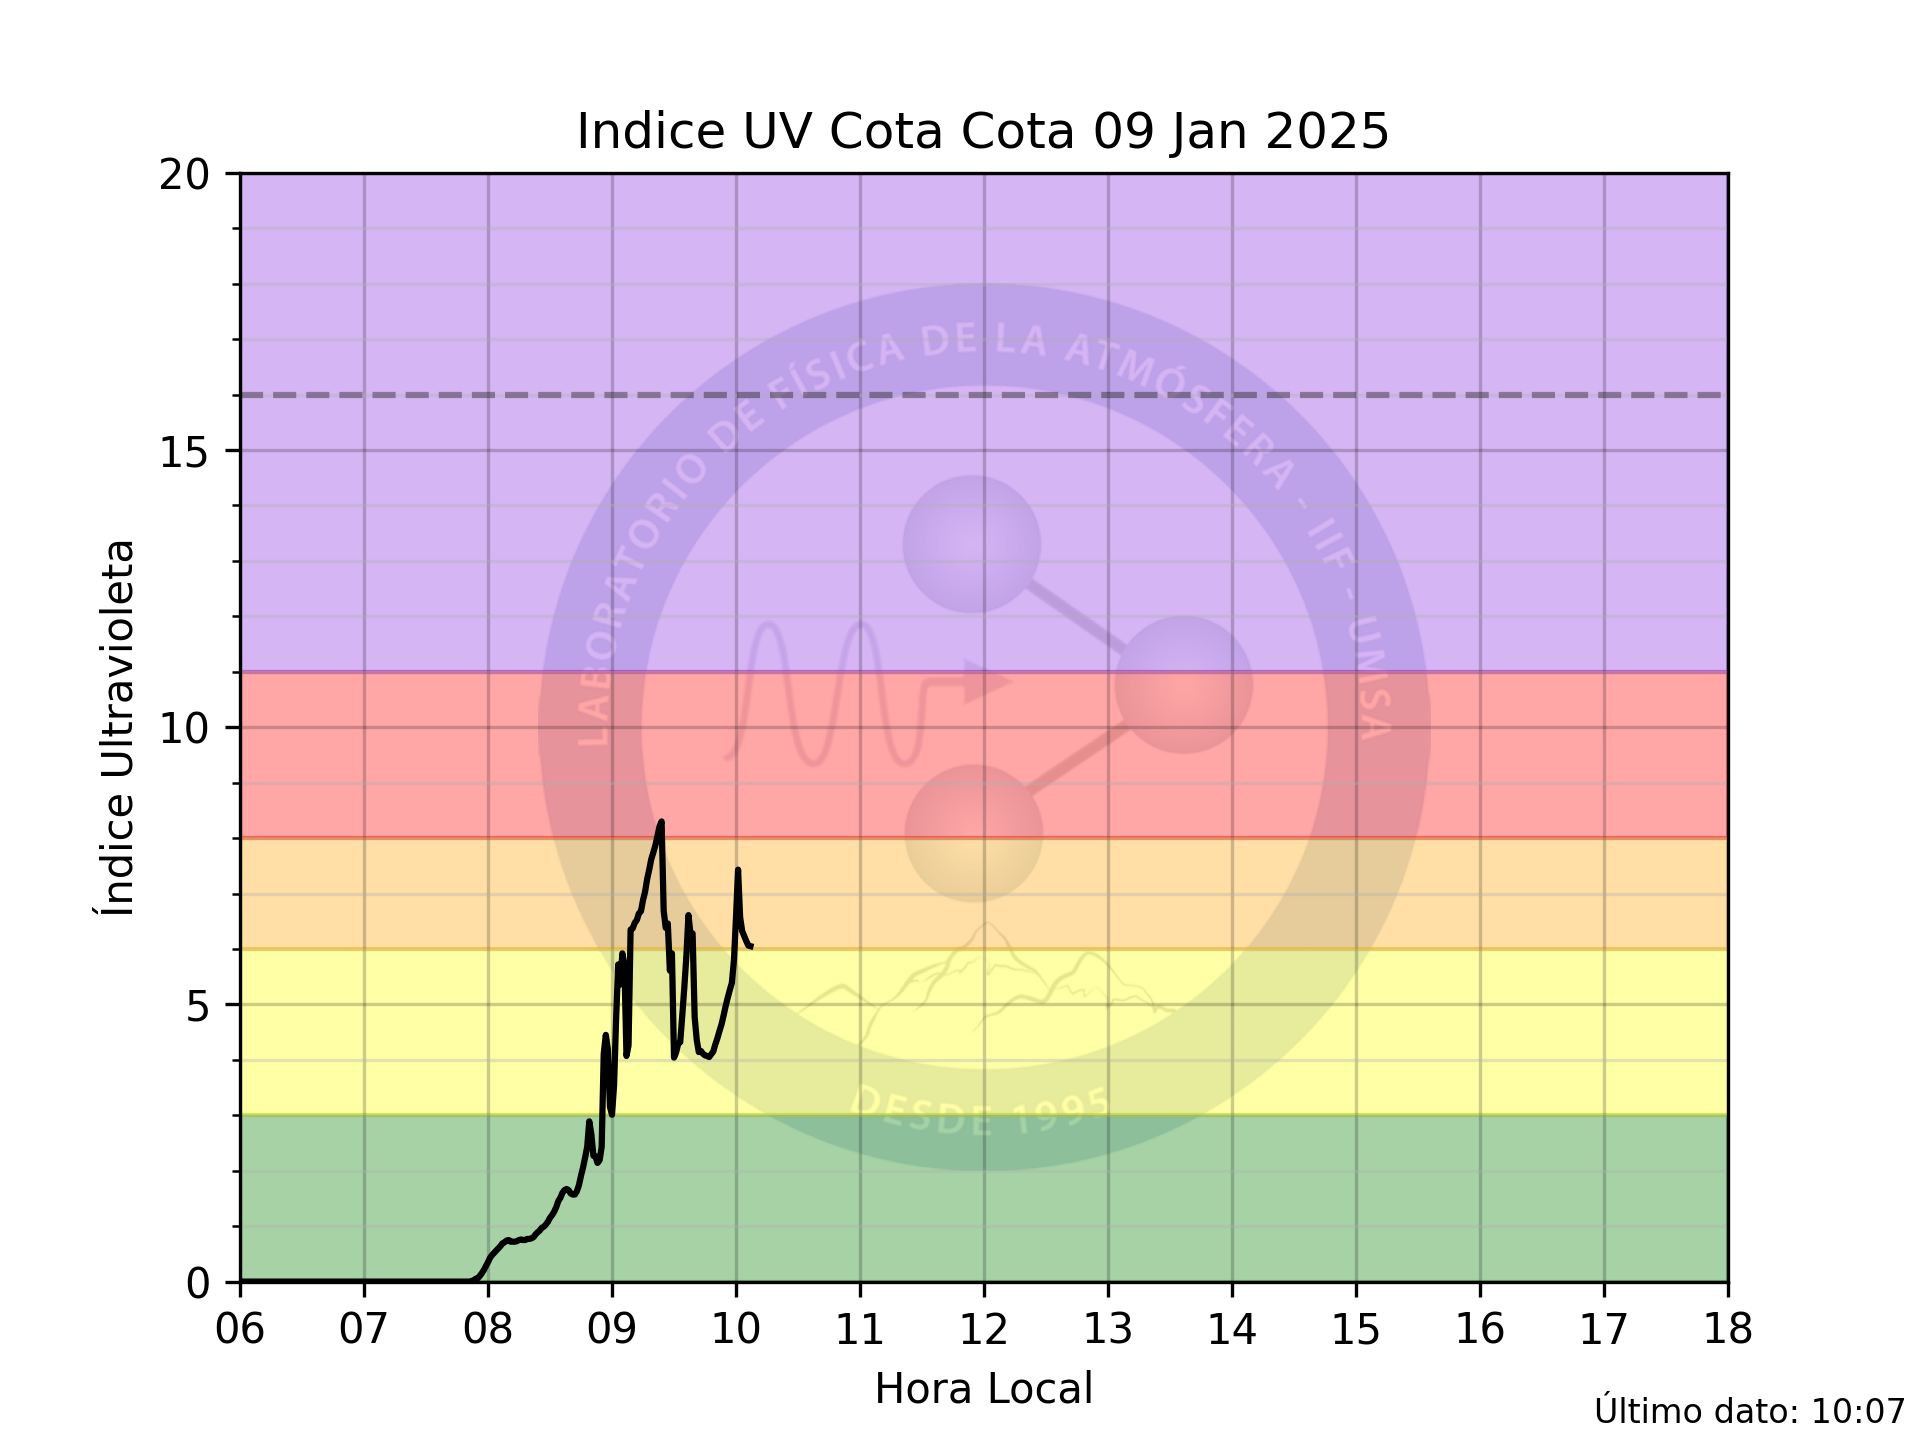 Indice UV Cota Cota 09 Jan 2025
20
15
10
5
0
Índice Ultravioleta
LABORATORIO DE FÍSICA DE LA ATMÓSFERA - IIF - UMSA
DESDE 1995
06 07 08 09 10 11 12 13 14 15 16 17 18
Hora Local
Último dato: 10:07